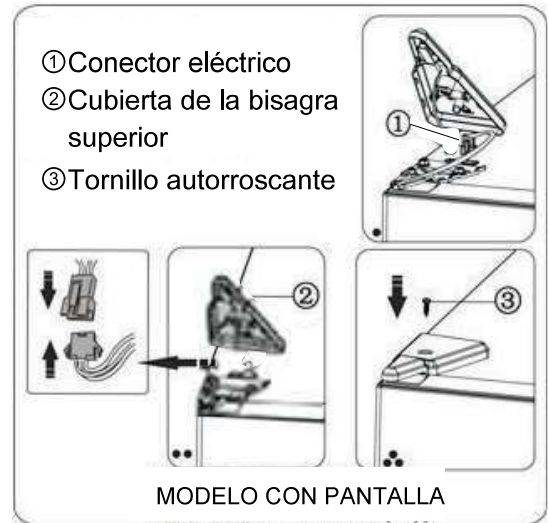 ①Conector eléctrico
②Cubierta de la bisagra
superior
③Tornillo autorroscante
①
②
③
MODELO CON PANTALLA